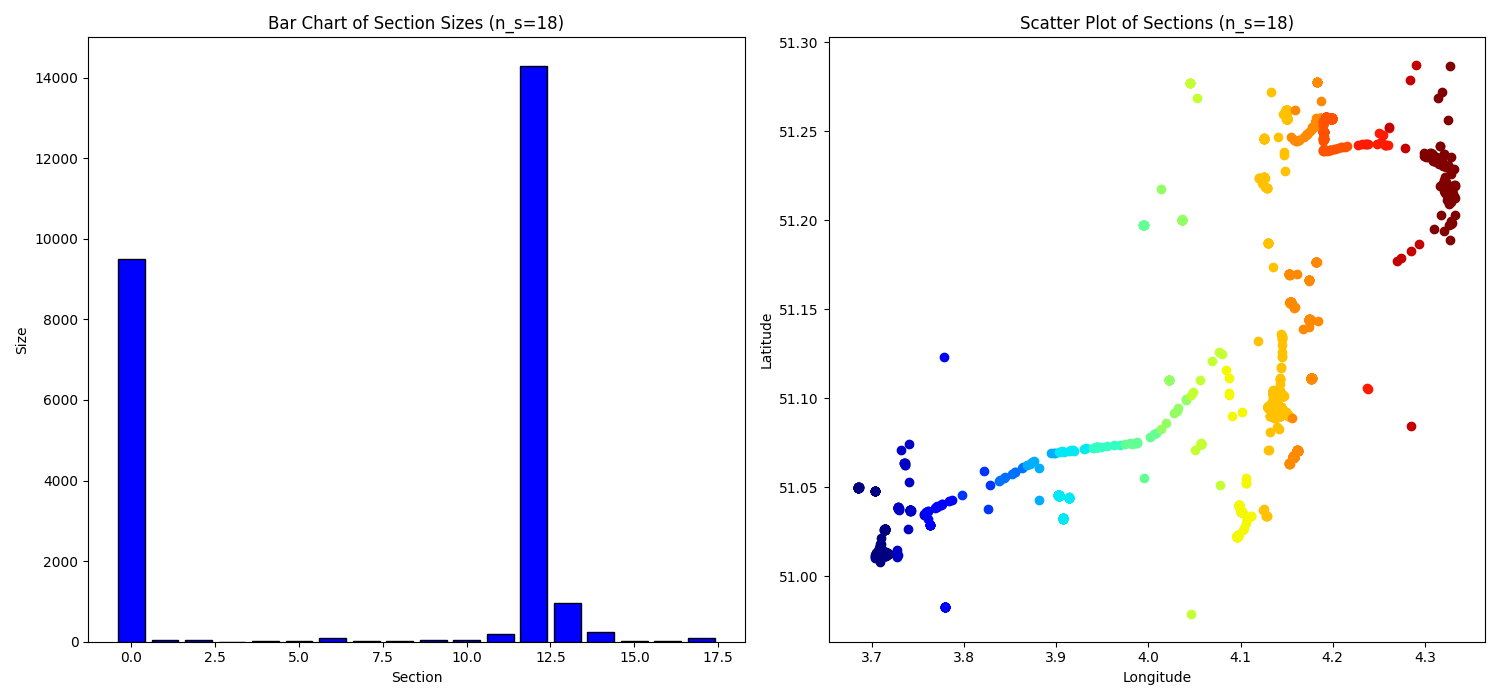 Bar Chart of Section Sizes (n_s=18)
14000
12000
10000
8000
6000
4000
2000
0
Size
0.0 2.5 5.0 7.5 10.0 12.5 15.0 17.5
Section
Scatter Plot of Sections (n_s=18)
51.30
51.25
51.20
51.15
51.10
51.05
51.00
Latitude
3.7 3.8 3.9 4.0 4.1 4.2 4.3
Longitude